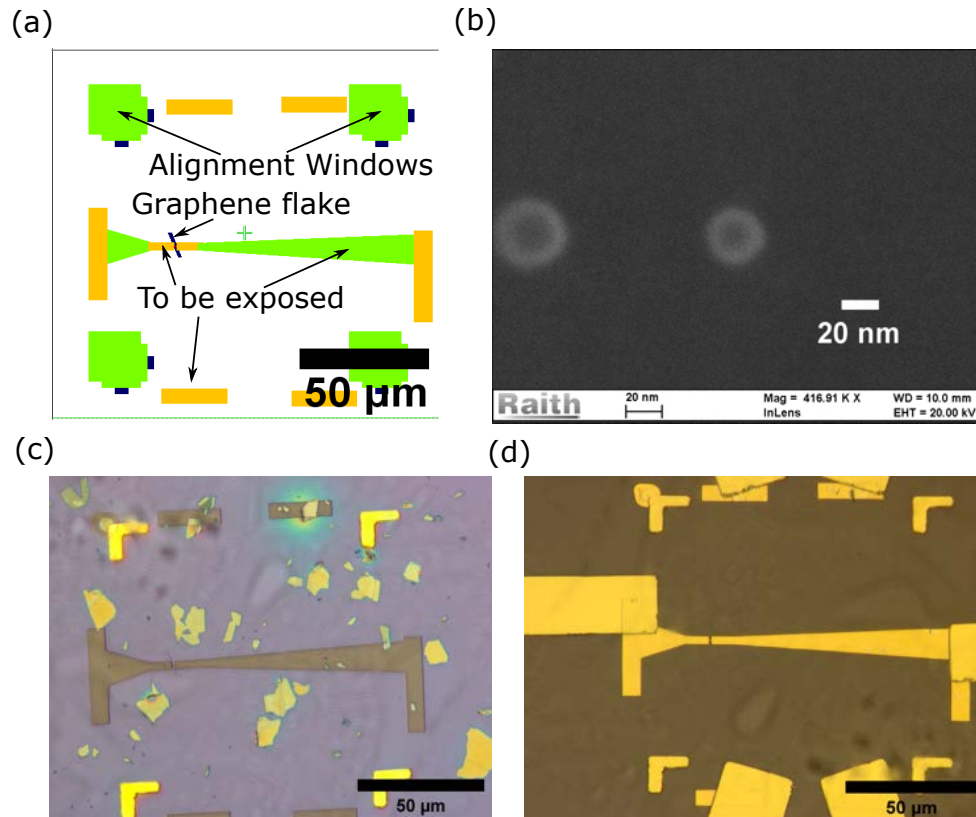 (a)
Alignment Windows
Graphene flake
To be exposed
50 µm
(b)
20 nm
Raith
20 nm
Mag = 416.91 K X
WD = 10.0 mm
InLens
EHT = 20.00 kV
(c)
50 µm
(d)
50 µm